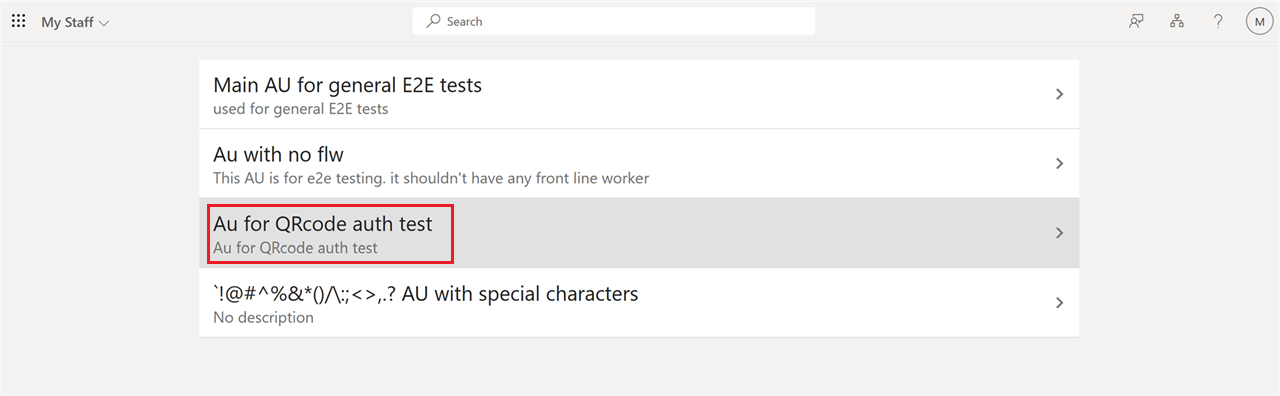 My Staff
Search
? M
Main AU for general E2E tests
used for general E2E tests
Au with no flw
This AU is for e2e testing. it shouldn't have any front line worker
Au for QRcode auth test
Au for QRcode auth test
`!@#^%&*()/\:;<>,.? AU with special characters
No description